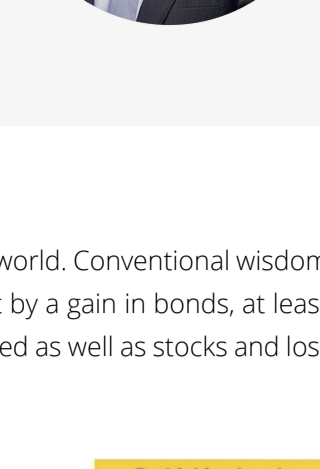 world. Conventional wisdom
by a gain in bonds, at leas
ed as well as stocks and los